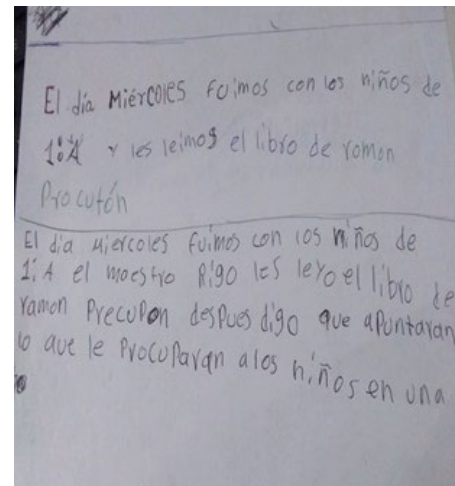 El día Miércoles fuimos con los niños de
1:A y les leimos el libro de romon
Procutón
El día Miercoles fuimos con los niños de
1:A el maestro Rigo les leyo el libro de
ramon Precupon despues digo que apuntaran
lo que le Procuparan a los niños en una